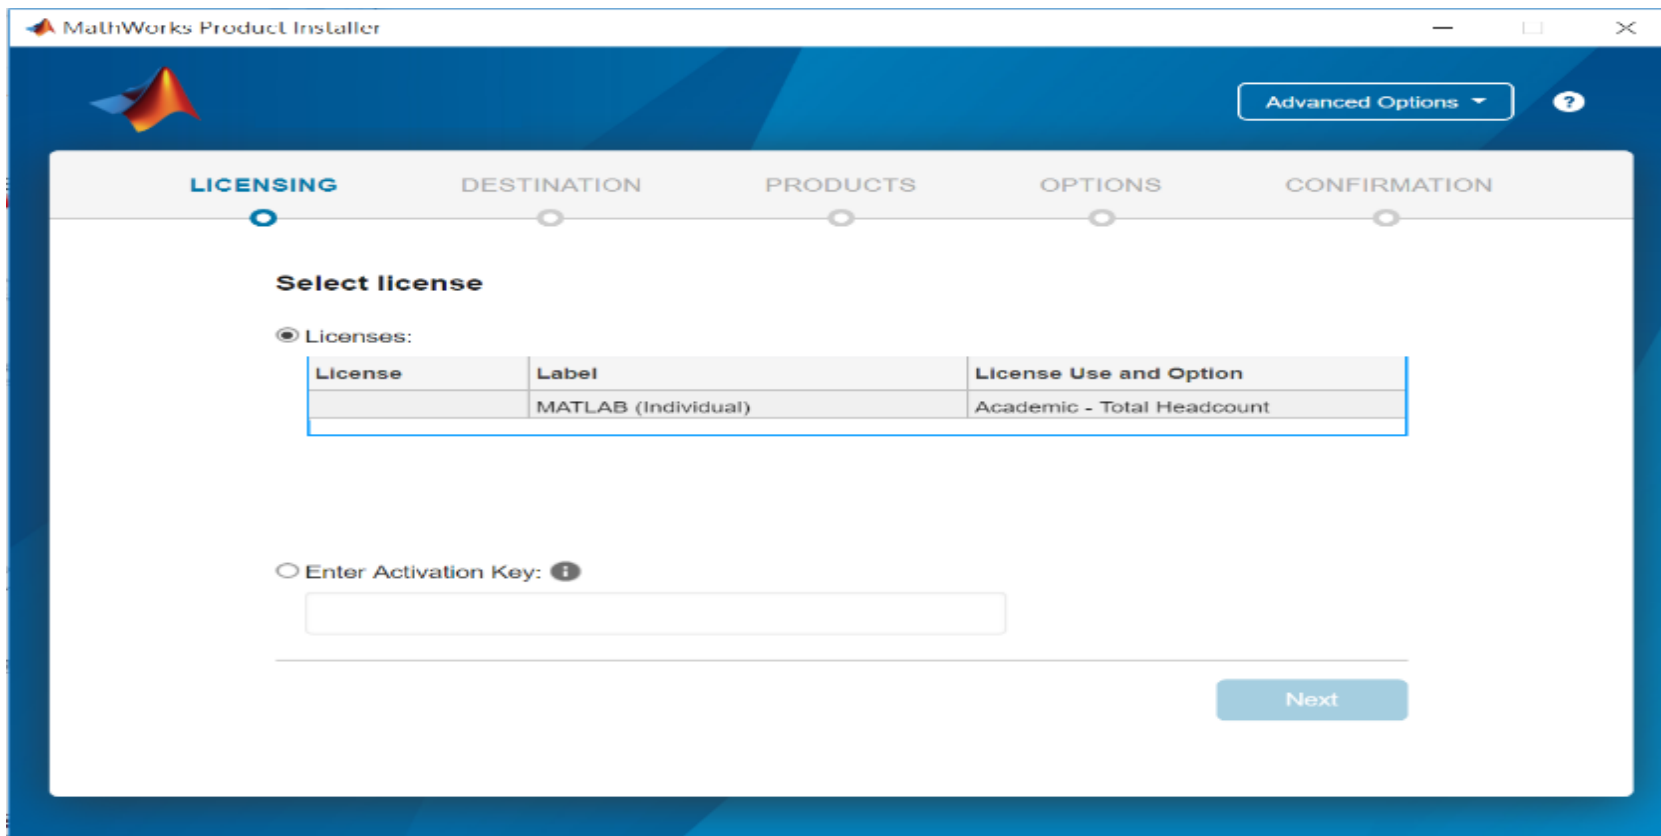 MathWorks Product Installer
Advanced Options
?
LICENSING DESTINATION PRODUCTS OPTIONS CONFIRMATION
Select license
Licenses:
License Label License Use and Option
MATLAB (Individual) Academic - Total Headcount
Enter Activation Key: i
Next